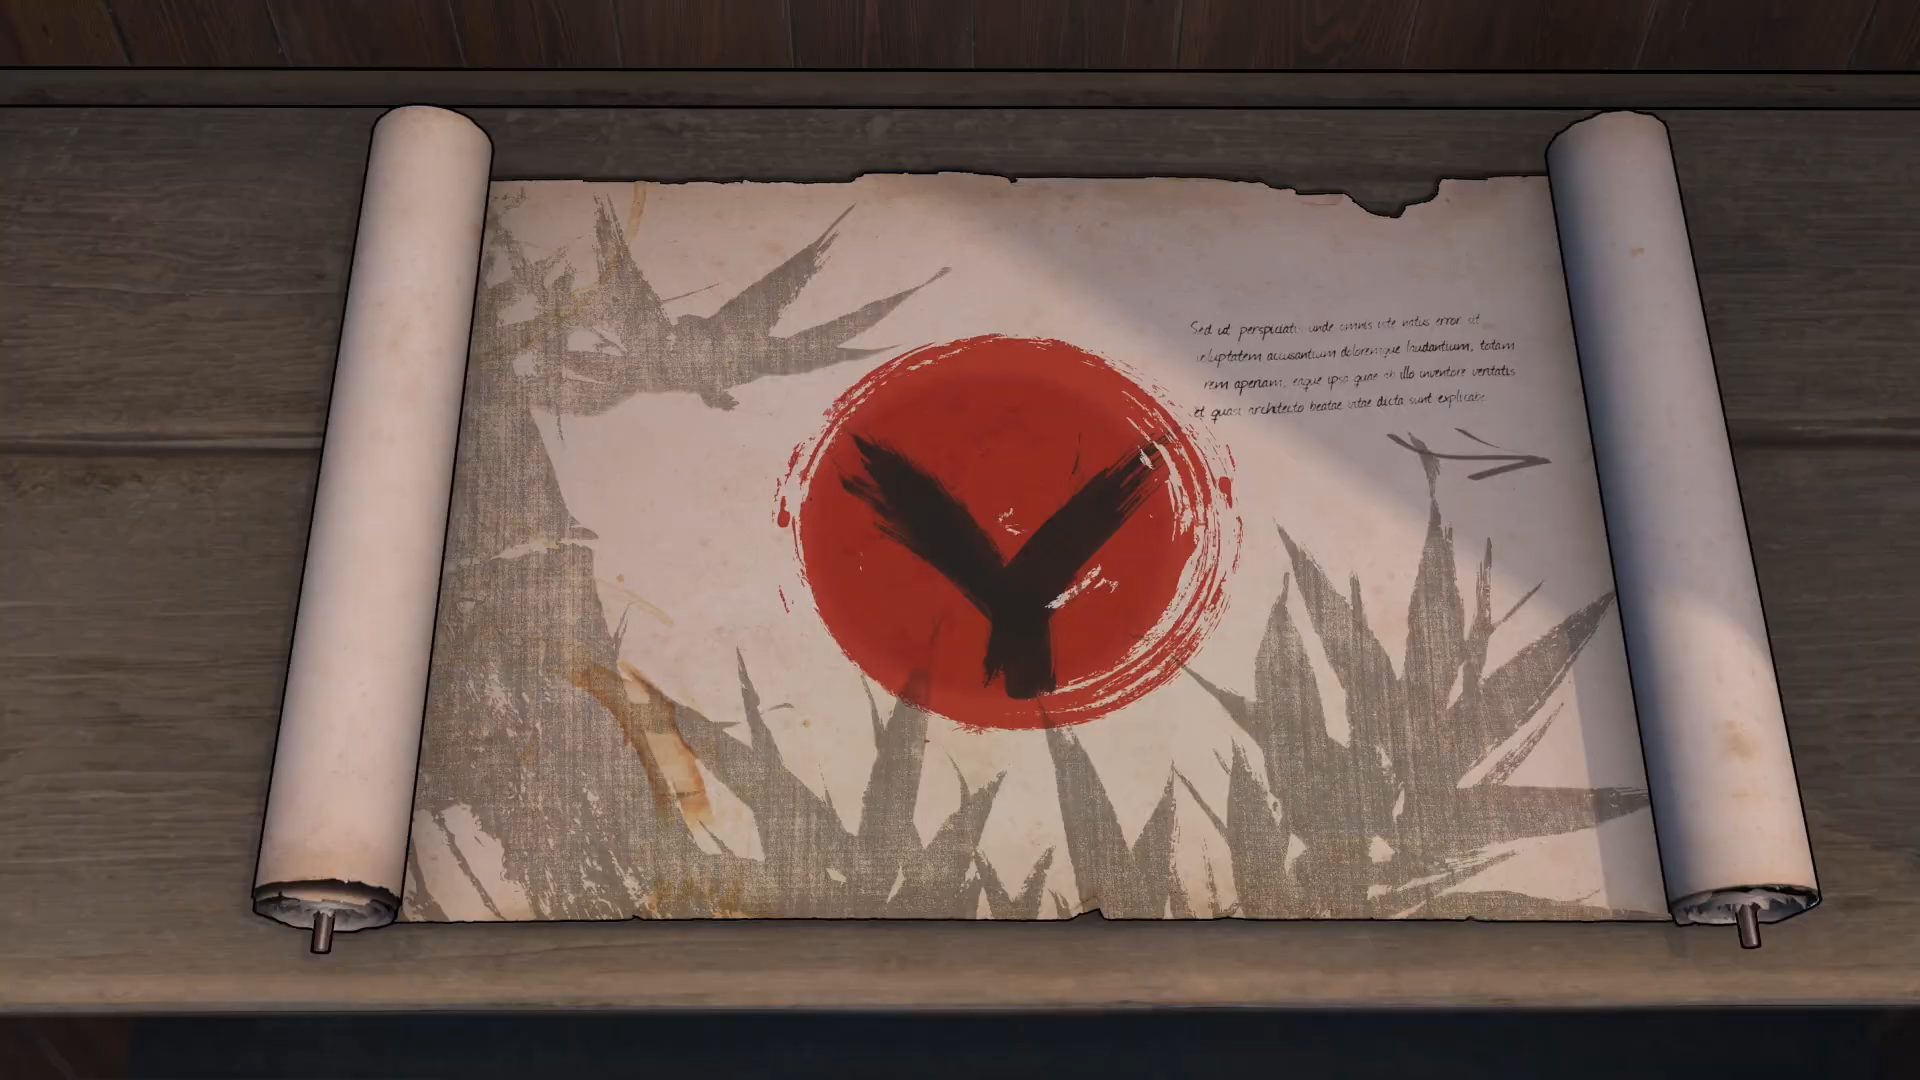 Y
Sed ut perspiciatis unde omnis iste natus error sit
voluptatem accusantium doloremque laudantium, totam
rem aperiam, eaque ipsa quae ab illo inventore veritatis
et quasi architecto beatae vitae dicta sunt explicabo